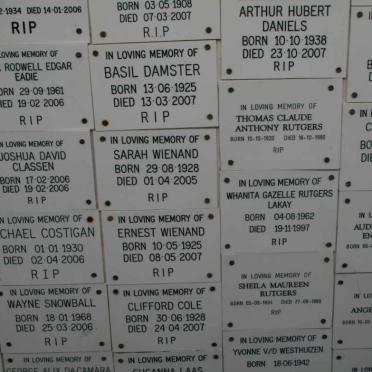 DIED 14-01-2006
RIP
IN LOVING MEMORY OF
RODWELL EDGAR
EADIE
BORN 29-09-1961
DIED 19-02-2006
RIP
IN LOVING MEMORY OF
JOSHUA DAVID
CLASSEN
BORN 17-02-2006
DIED 19-02-2006
RIP
IN LOVING MEMORY OF
COSTIGAN
BORN 01-01-1930
DIED 02-04-2006
RIP
IN LOVING MEMORY OF
WAYNE SNOWBALL
BORN 18-01-1968
DIED 25-03-2006
RIP
IN LOVING MEMORY OF
BORN 03-05-1908
DIED 07-03-2007
R.I.P
IN LOVING MEMORY OF
BASIL DAMSTER
BORN 13-06-1925
DIED 13-03-2007
RIP
IN LOVING MEMORY OF
SARAH WIENAND
BORN 29-08-1928
DIED 01-04-2005
RIP
IN LOVING MEMORY OF
ERNEST WIENAND
BORN 10-05-1925
DIED 08-05-2007
RIP
IN LOVING MEMORY OF
CLIFFORD COLE
BORN 30-06-1928
DIED 24-04-2007
RIP
IN LOVING MEMORY OF
SUSANNA LAAS
ARTHUR HUBERT
DANIELS
BORN 10-10-1938
DIED 23-10-2007
RIP
IN LOVING MEMORY OF
THOMAS CLAUDE
ANTHONY RUTGERS
RIP
IN LOVING MEMORY OF
WHANITA GAZELLE RUTGERS
LAKAY
BORN 04-08-1962
DIED 19-11-1997
RIP
IN LOVING MEMORY OF
SHEILA MAUREEN
RUTGERS
RIP
IN LOVING MEMORY OF
YVONNE V/D WESTHUIZEN
BORN 18-06-1942